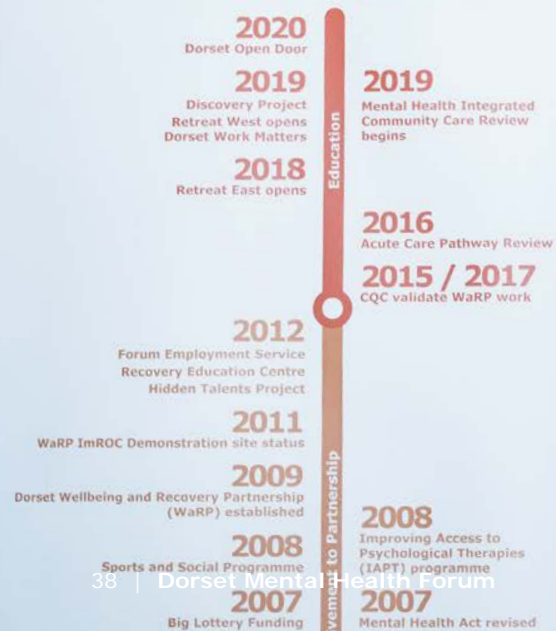 2020
Dorset Open Door
2019
Discovery Project
Retreat West opens
Dorset Work Matters
2019
Mental Health Integrated
Community Care Review
begins
2018
Retreat East opens
Education
2016
Acute Care Pathway Review
2015 / 2017
CQC validate WaRP work
2012
Forum Employment Service
Recovery Education Centre
Hidden Talents Project
2011
WaRP ImROC Demonstration site status
2009
Dorset Wellbeing and Recovery Partnership
(WaRP) established
2008
Sports and Social Programme
2008
Improving Access to
Psychological Therapies
(IAPT) programme
to Partnership
38 | Dorset Mental Health Forum
2007
Big Lottery Funding
2007
Mental Health Act revised